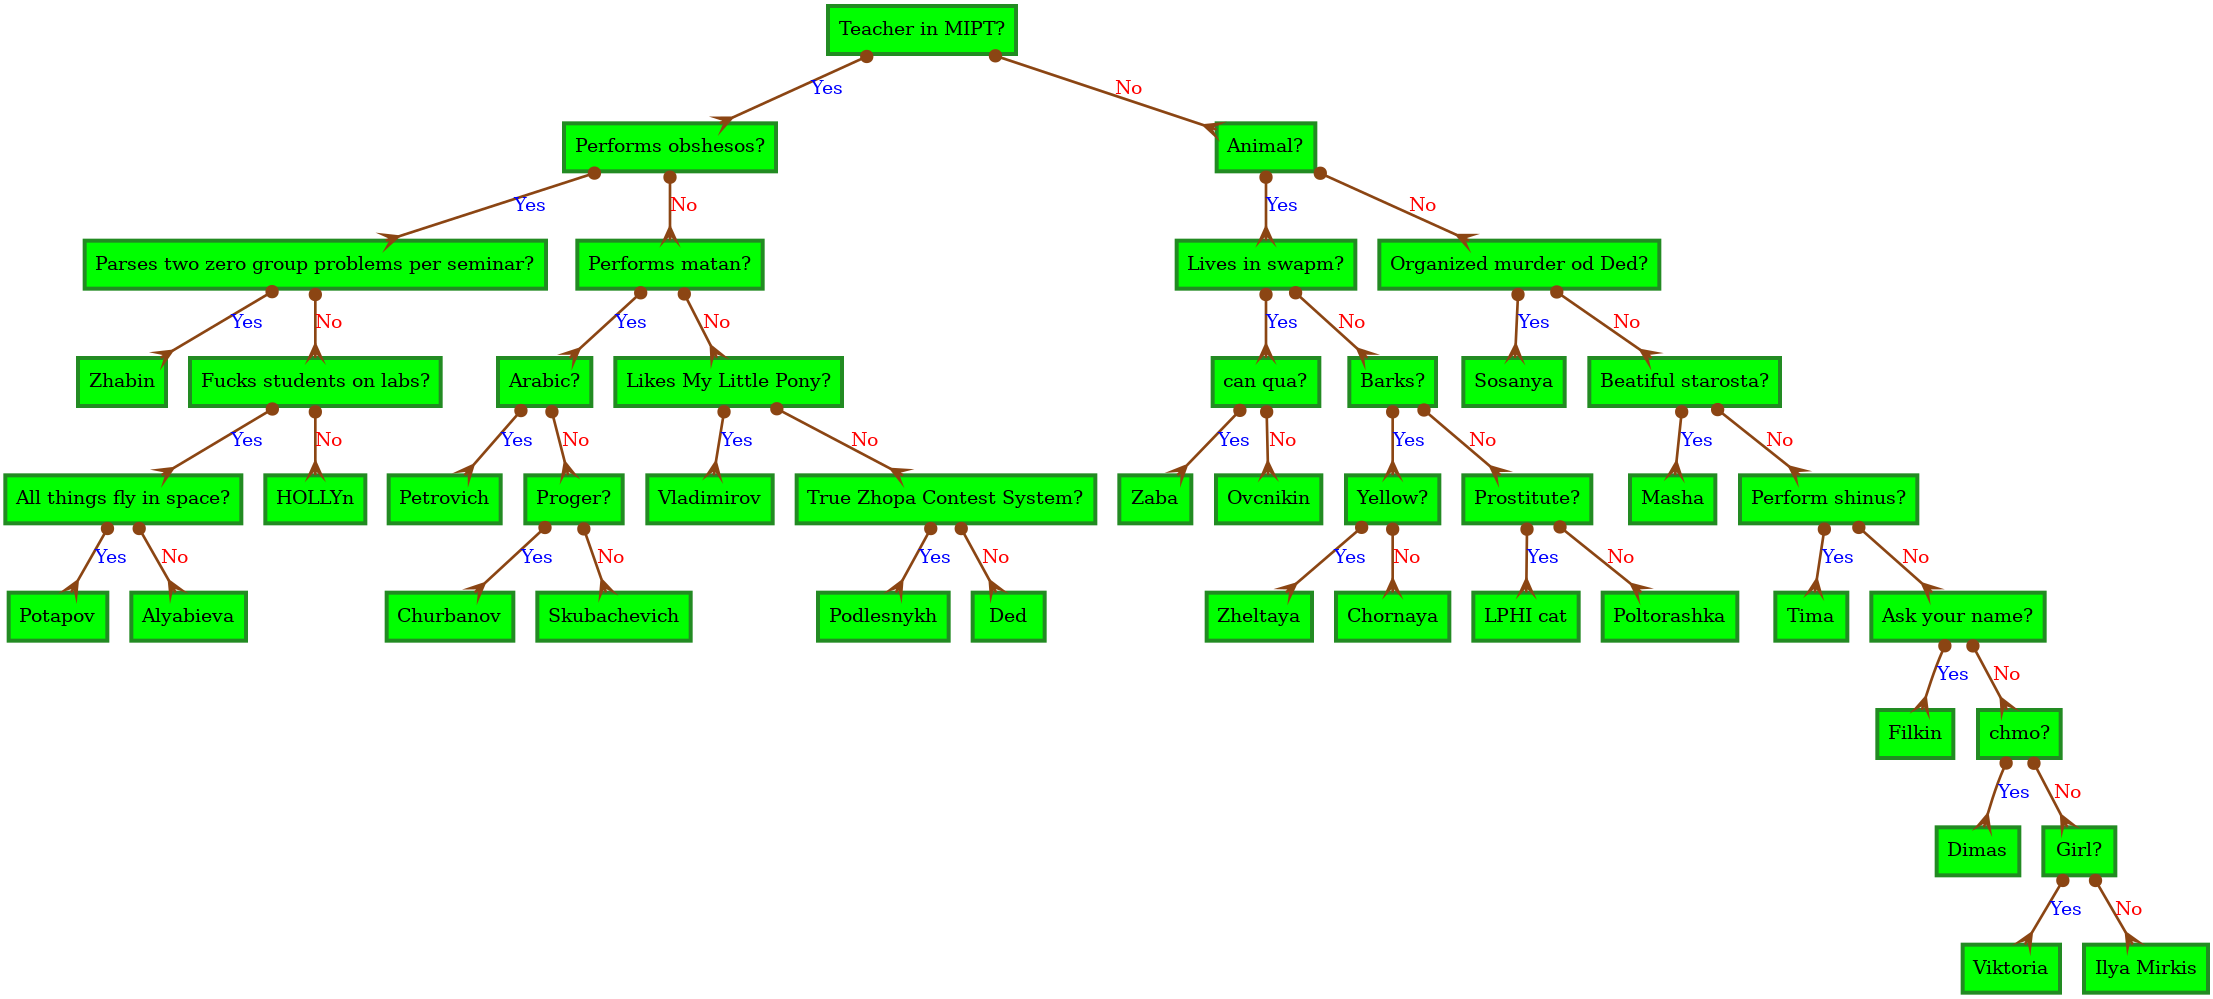 Teacher in MIPT?
Yes
No
Performs obshesos?
Animal?
Yes
No
Yes
No
Parses two zero group problems per seminar?
Performs matan?
Lives in swapm?
Organized murder od Ded?
Yes
No
Yes
No
Yes
No
Yes
No
Zhabin
Fucks students on labs?
Arabic?
Likes My Little Pony?
can qua?
Barks?
Sosanya
Beatiful starosta?
Yes
No
Yes
No
Yes
No
Yes
No
Yes
No
Yes
No
All things fly in space?
HOLLYn
Petrovich
Proger?
Vladimirov
True Zhopa Contest System?
Zaba
Ovcnikin
Yellow?
Prostitute?
Masha
Perform shinus?
Yes
No
Yes
No
Yes
No
Yes
No
Yes
No
Yes
No
Potapov
Alyabieva
Churbanov
Skubachevich
Podlesnykh
Ded
Zheltaya
Chornaya
LPHI cat
Poltorashka
Tima
Ask your name?
Yes
No
Filkin
chmo?
Yes
No
Dimas
Girl?
Yes
No
Viktoria
Ilya Mirkis